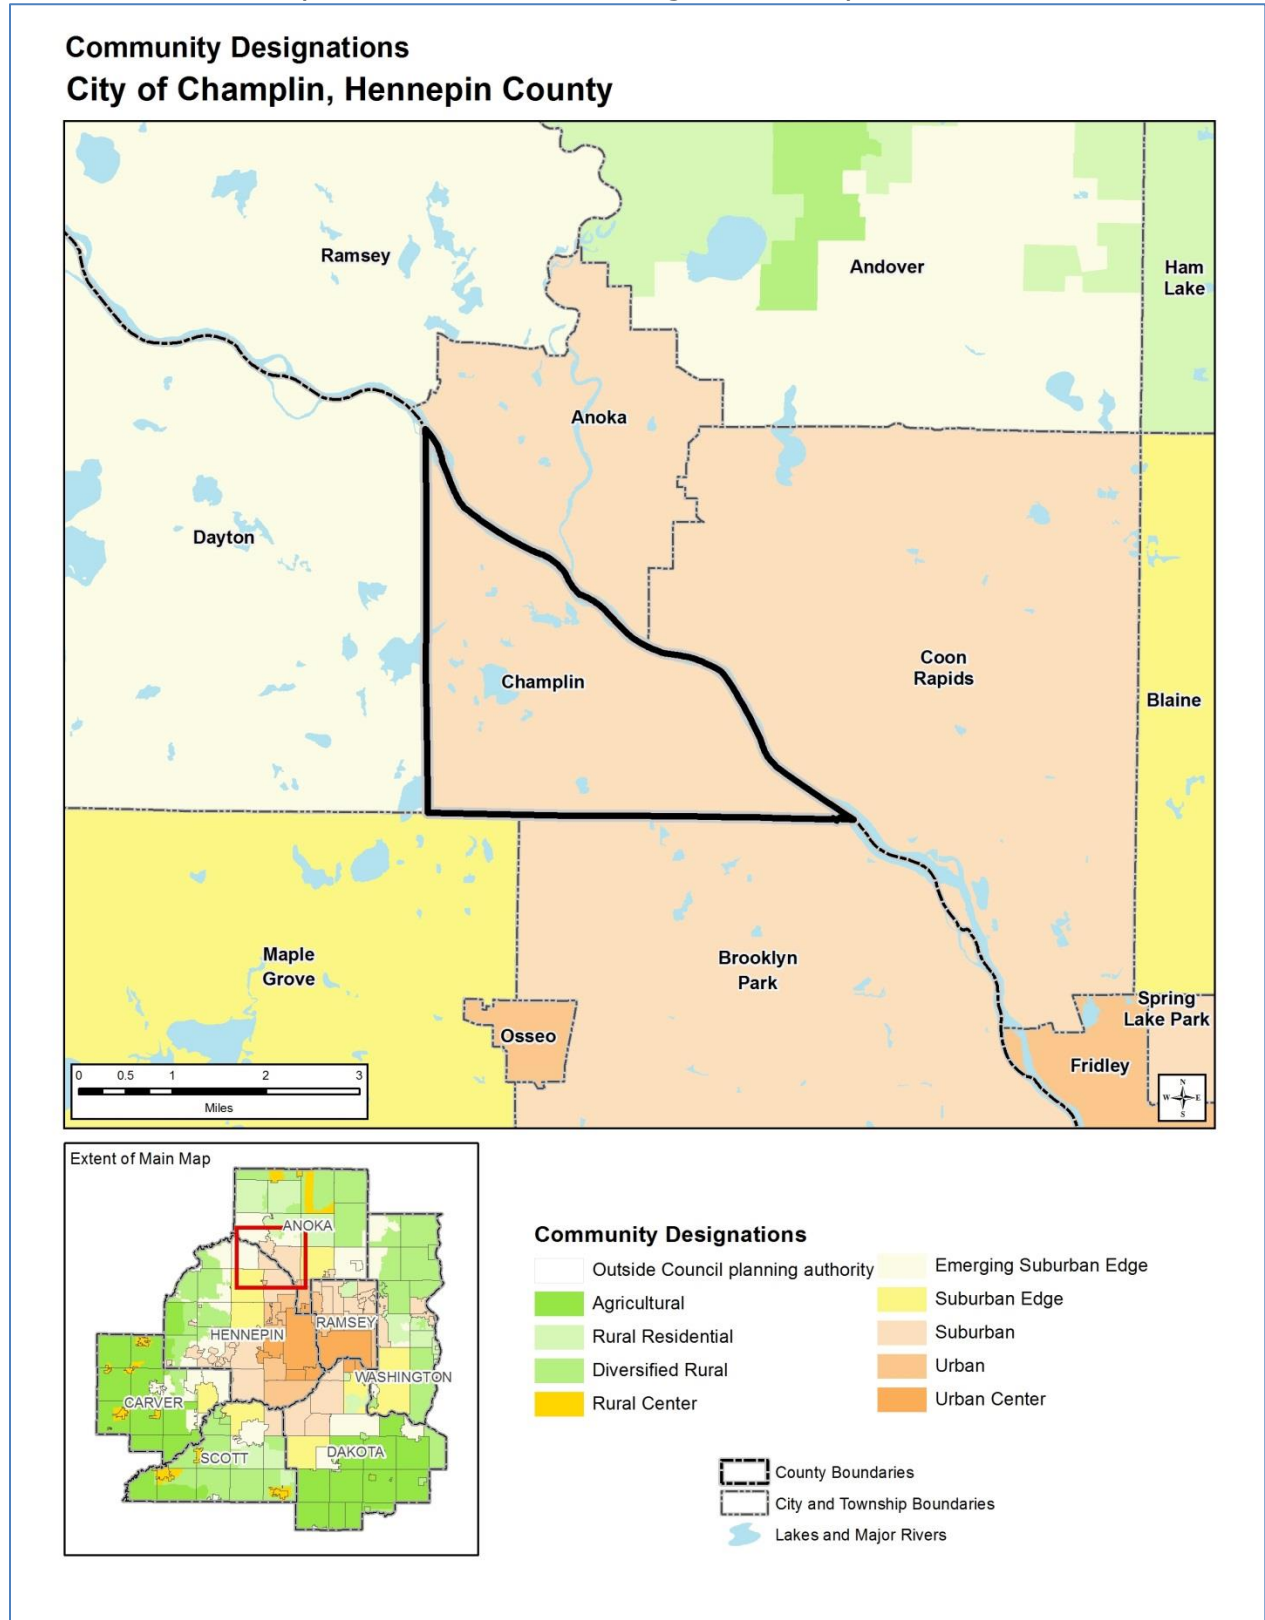 Community Designations
City of Champlin, Hennepin County
Ramsey
Andover
Ham
Lake
Anoka
Dayton
Coon
Rapids
Champlin
Blaine
Maple
Grove
Brooklyn
Park
Osseo
Spring
Lake Park
Fridley
0 0.5 1 2 3
Miles
N
W E
S
Extent of Main Map
ANOKA
HENNEPIN
RAMSEY
WASHINGTON
CARVER
SCOTT
DAKOTA
Community Designations
Outside Council planning authority
Agricultural
Rural Residential
Diversified Rural
Rural Center
Emerging Suburban Edge
Suburban Edge
Suburban
Urban
Urban Center
County Boundaries
City and Township Boundaries
Lakes and Major Rivers